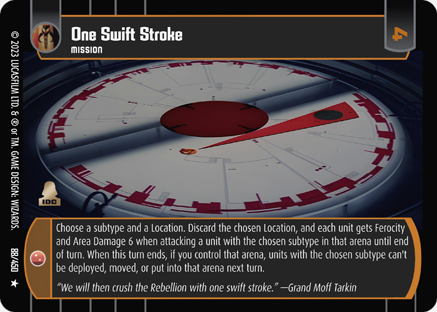 One Swift Stroke
MISSION
4
© 2023 LUCASFILM LTD. & ® or TM. GAME DESIGN: WIZARDS.
88/450
IDC
Choose a subtype and a Location. Discard the chosen Location, and each unit gets Ferocity
and Area Damage 6 when attacking a unit with the chosen subtype in that arena until end
of turn. When this turn ends, if you control that arena, units with the chosen subtype can't
be deployed, moved, or put into that arena next turn.
"We will then crush the Rebellion with one swift stroke." —Grand Moff Tarkin